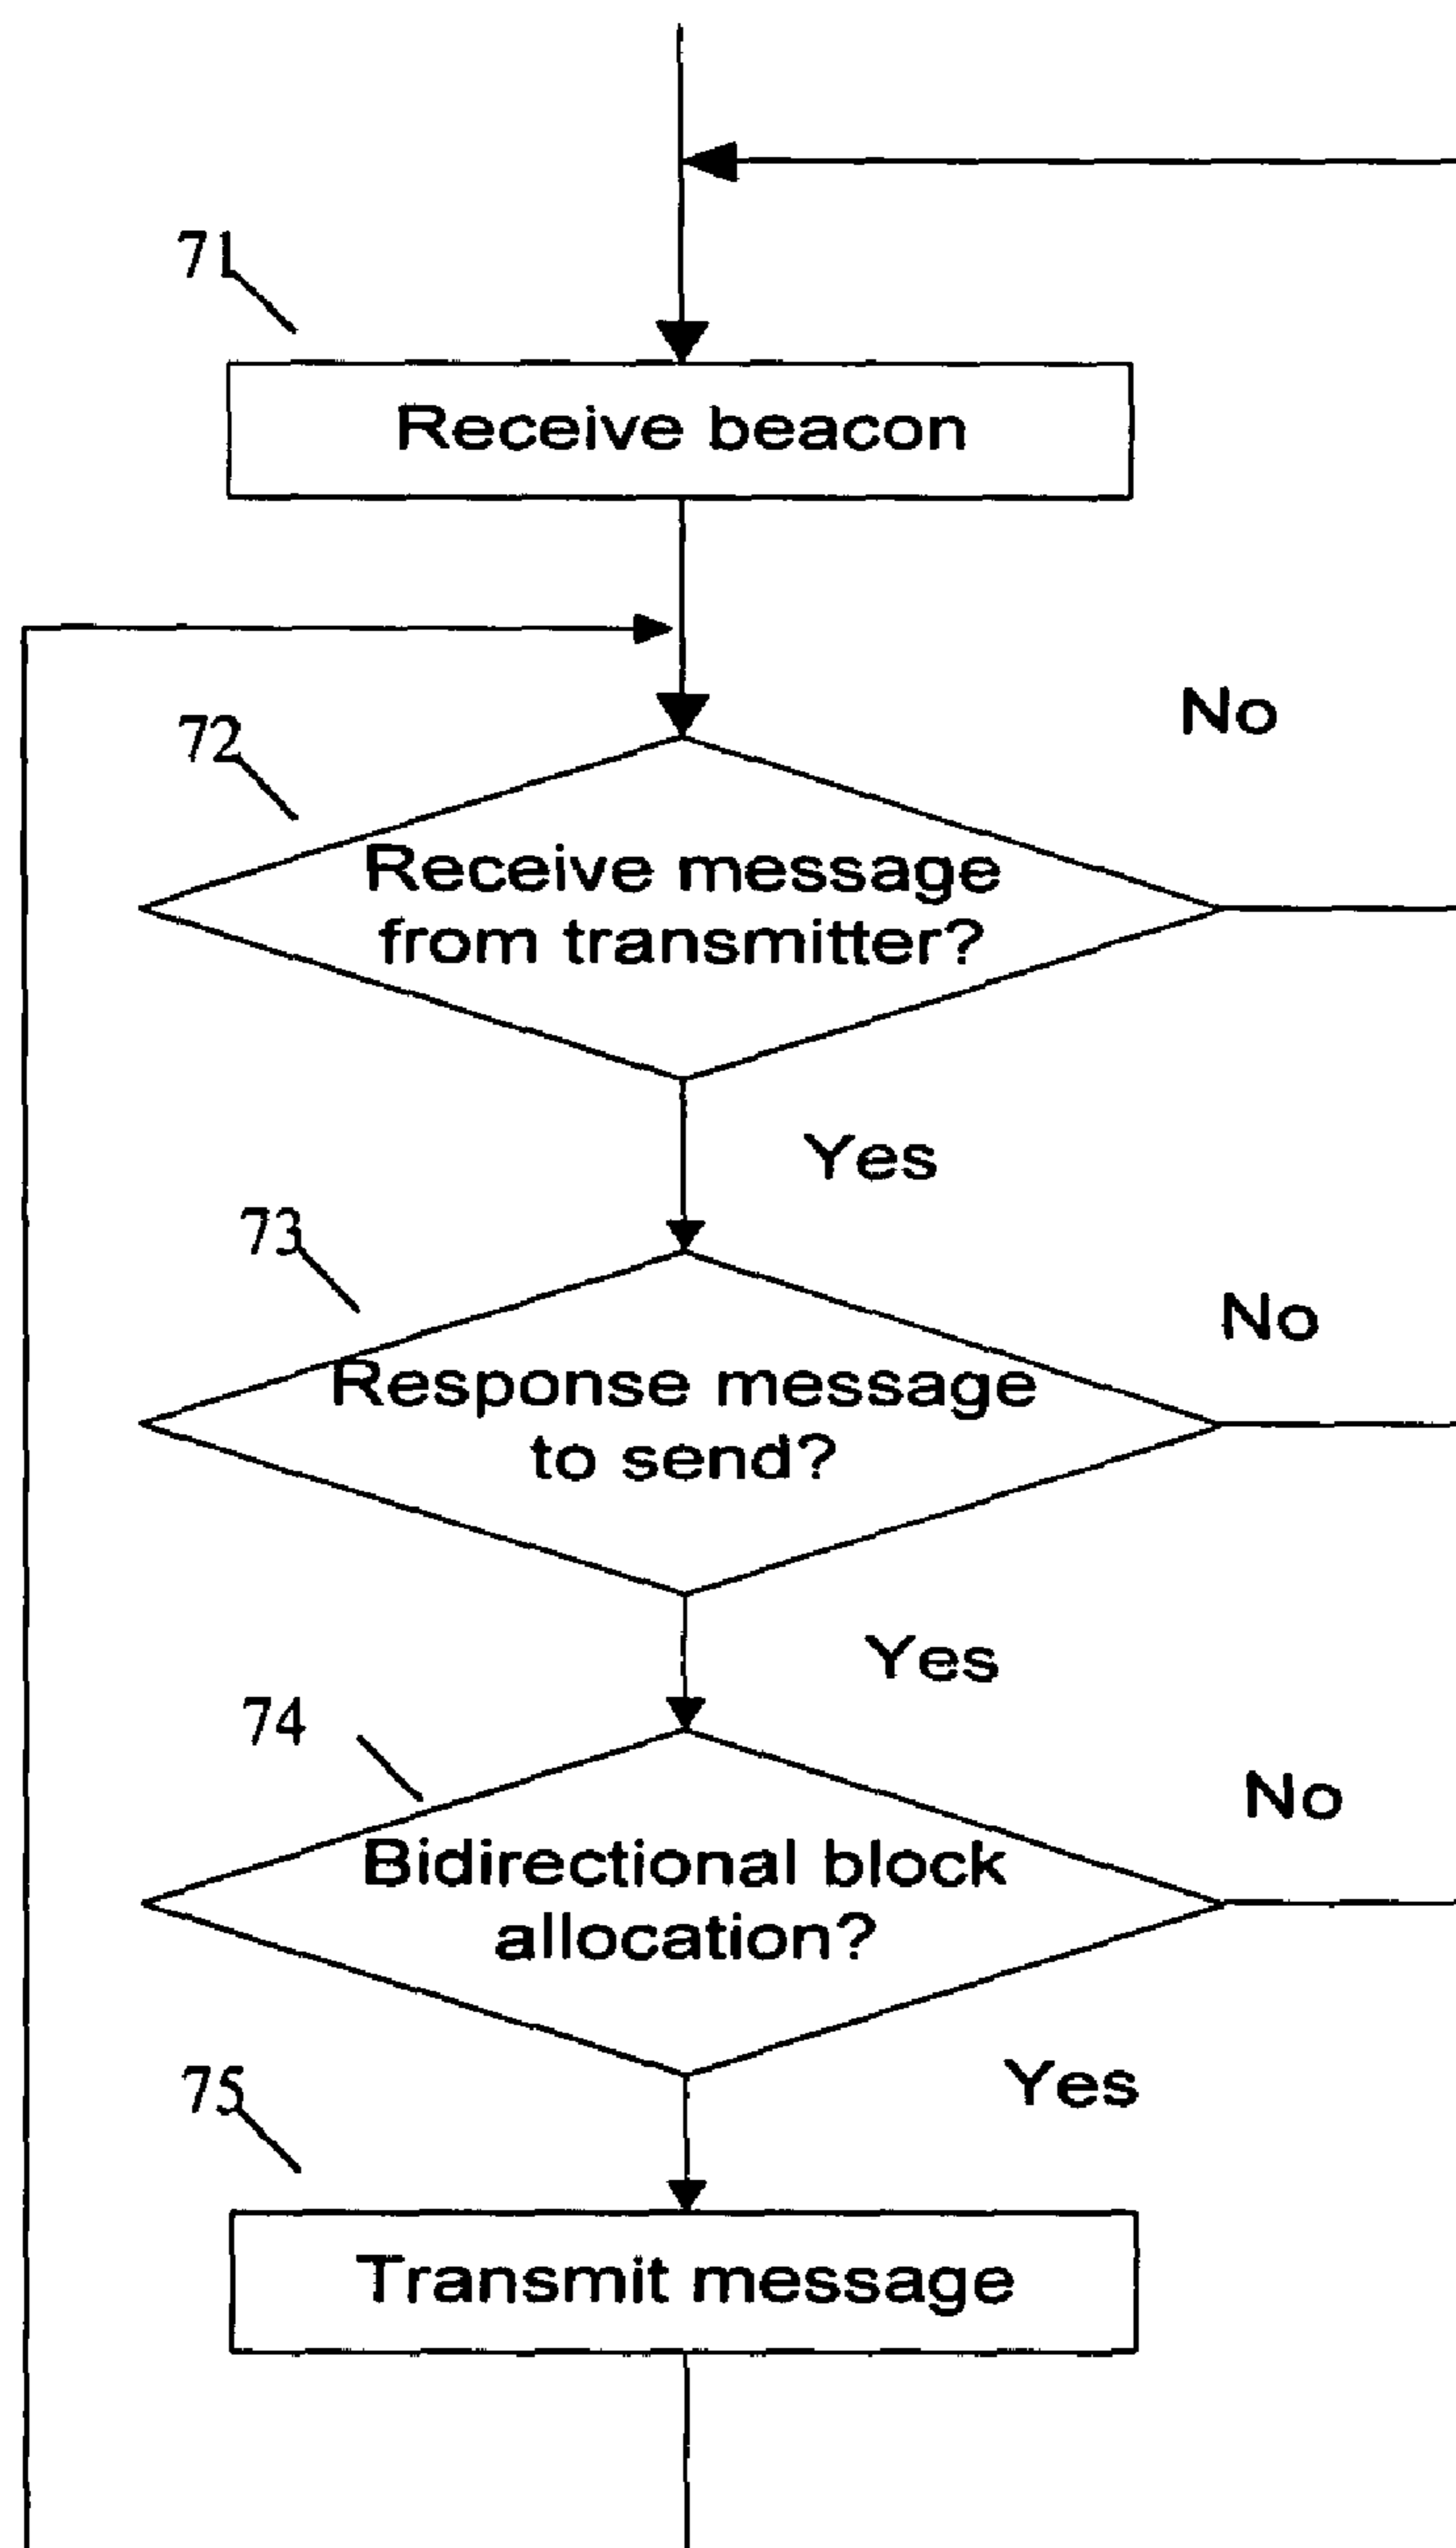 71
Receive beacon
No
72
Receive message
from transmitter?
Yes
73
No
Response message
to send?
Yes
74
No
Bidirectional block
allocation?
Yes
75
Transmit message